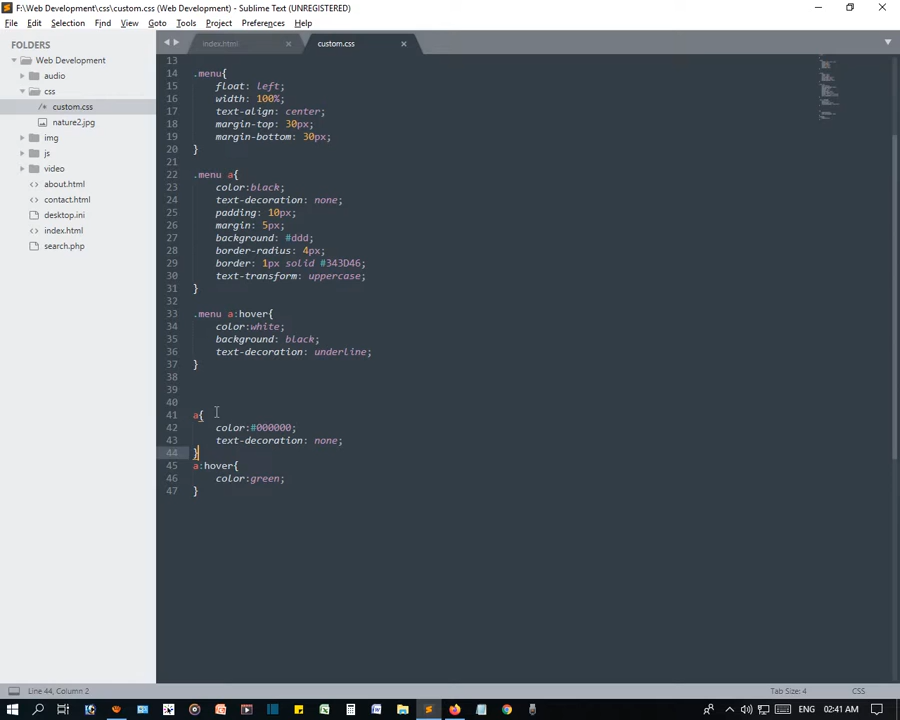 F:\Web Development\css\custom.css (Web Development) - Sublime Text (UNREGISTERED)
File Edit Selection Find View Goto Tools Project Preferences Help
FOLDERS
Web Development
audio
css
custom.css
nature2.jpg
img
js
video
about.html
contact.html
desktop.ini
index.html
search.php
index.html custom.css
13
14 .menu{
15 float: left;
16 width: 100%;
17 text-align: center;
18 margin-top: 30px;
19 margin-bottom: 30px;
20 }
21
22 .menu a{
23 color:black;
24 text-decoration: none;
25 padding: 10px;
26 margin: 5px;
27 background: #ddd;
28 border-radius: 4px;
29 border: 1px solid #343D46;
30 text-transform: uppercase;
31 }
32
33 .menu a:hover{
34 color:white;
35 background: black;
36 text-decoration: underline;
37 }
38
39
40
41 a{
42 color:#000000;
43 text-decoration: none;
44 }
45 a:hover{
46 color:green;
47 }
Line 44, Column 2 Tab Size: 4 CSS
ENG 02:41 AM